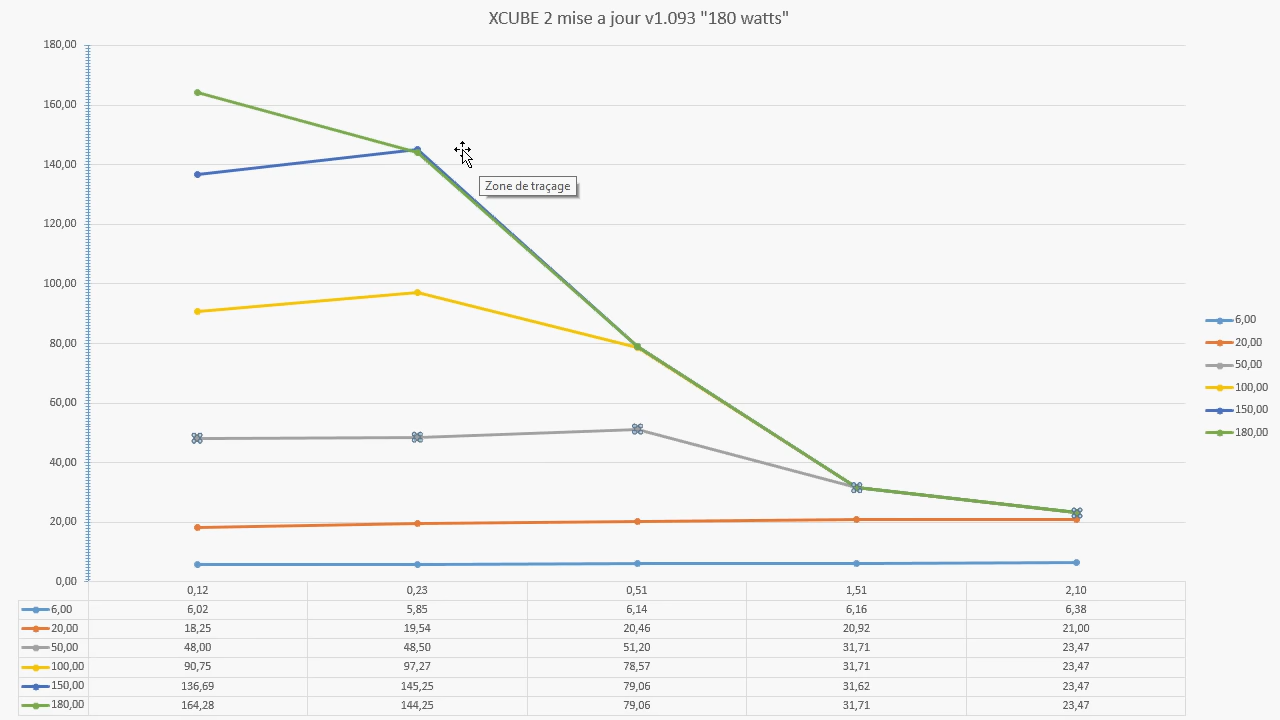 XCUBE 2 mise a jour v1.093 "180 watts"
180,00
160,00
140,00
120,00
100,00
80,00
60,00
40,00
20,00
0,00
Zone de traçage
6,00
20,00
50,00
100,00
150,00
180,00
0,12 0,23 0,51 1,51 2,10
6,00 6,02 5,85 6,14 6,16 6,38
20,00 18,25 19,54 20,46 20,92 21,00
50,00 48,00 48,50 51,20 31,71 23,47
100,00 90,75 97,27 78,57 31,71 23,47
150,00 136,69 145,25 79,06 31,62 23,47
180,00 164,28 144,25 79,06 31,71 23,47